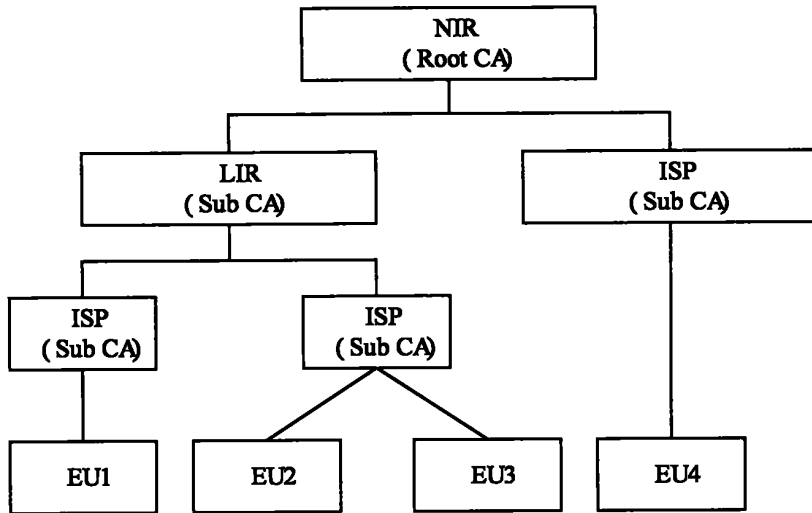 NIR
( Root CA)
LIR
( Sub CA)
ISP
( Sub CA)
ISP
( Sub CA)
ISP
( Sub CA)
EU1
EU2
EU3
EU4